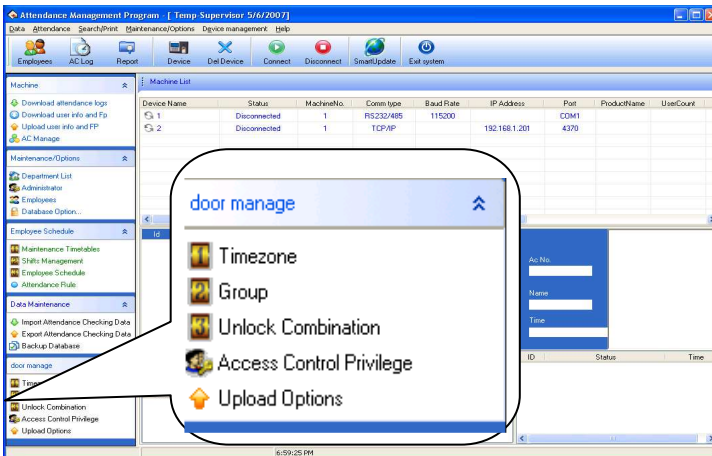 Attendance Management Program - [ Temp Supervisor 5/6/2007]
Data Attendance Search/Print Maintenance/Options Device management Help
Employees AC Log Report Device Del Device Connect Disconnect SmartUpdate Exit system
Machine
Download attendance logs
Download user info and Fp
Upload user info and FP
AC Manage
Maintenance/Options
Department List
Administrator
Employees
Database Option...
Employee Schedule
Maintenance Timetables
Shifts Management
Employee Schedule
Attendance Rule
Data Maintenance
Import Attendance Checking Data
Export Attendance Checking Data
Backup Database
door manage
Unlock Combination
Access Control Privilege
Upload Options
Machine List
Device Name Status MachineNo. Comm type Baud Rate IP Address Port ProductName UserCount
1 Disconnected 1 RS232/485 115200 COM1
2 Disconnected 1 TCP/IP 192.168.1.201 4370
Id
door manage
1 Timezone
2 Group
3 Unlock Combination
Access Control Privilege
Upload Options
Ac No.
Name
Time
ID Status Time
6:59:25 PM